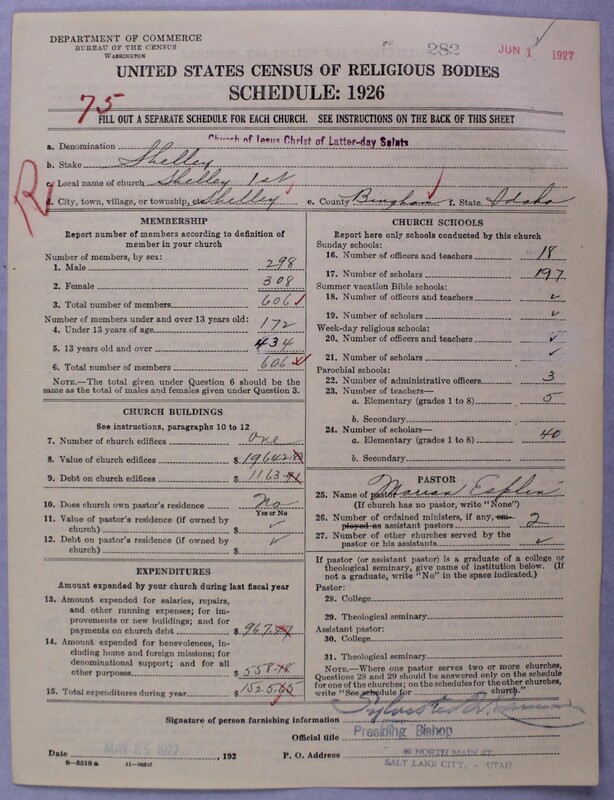 DEPARTMENT OF COMMERCE
BUREAU OF THE CENSUS
WASHINGTON
282
JUN 1 1927
UNITED STATES CENSUS OF RELIGIOUS BODIES
SCHEDULE: 1926
75
FILL OUT A SEPARATE SCHEDULE FOR EACH CHURCH. SEE INSTRUCTIONS ON THE BACK OF THIS SHEET
a. Denomination Church of Jesus Christ of Latter-day Saints
b. Stake Shelley
c. Local name of church Shelley 1st
R
d. City, town, village, or township, etc. Shelley e. County Bingham f. State Idaho
MEMBERSHIP
Report number of members according to definition of
member in your church
Number of members, by sex:
1. Male 298
2. Female 308
3. Total number of members 606
Number of members under and over 13 years old:
4. Under 13 years of age 172
5. 13 years old and over 434
6. Total number of members 606
NOTE.—The total given under Question 6 should be
the same as the total of males and females given under Question 3.
CHURCH BUILDINGS
See instructions, paragraphs 10 to 12
7. Number of church edifices one
8. Value of church edifices $ 19642
9. Debt on church edifices $ 1163
10. Does church own pastor's residence No
Yes or No
11. Value of pastor's residence (if owned by
church) $ ✓
12. Debt on pastor's residence (if owned by
church) $ ✓
EXPENDITURES
Amount expended by your church during last fiscal year
13. Amount expended for salaries, repairs,
and other running expenses; for im-
provements or new buildings; and for
payments on church debt $ 967
14. Amount expended for benevolences,
including home and foreign missions; for
denominational support; and for all
other purposes $ 558
15. Total expenditures during year $ 1525.65
CHURCH SCHOOLS
Report here only schools conducted by this church
Sunday schools:
16. Number of officers and teachers 18
17. Number of scholars 197
Summer vacation Bible schools:
18. Number of officers and teachers ✓
19. Number of scholars ✓
Week-day religious schools:
20. Number of officers and teachers ✓
21. Number of scholars ✓
Parochial schools:
22. Number of administrative officers 3
23. Number of teachers—
a. Elementary (grades 1 to 8) 5
b. Secondary
24. Number of scholars—
a. Elementary (grades 1 to 8) 40
b. Secondary
PASTOR
25. Name of pastor
(If church has no pastor, write "None")
26. Number of ordained ministers, if any, em-
ployed as assistant pastors 2
27. Number of other churches served by the
pastor or his assistants ✓
If pastor (or assistant pastor) is a graduate of a college or
theological seminary, give name of institution below. (If
not a graduate, write "No" in the space indicated.)
Pastor:
28. College
29. Theological seminary
Assistant pastor:
30. College
31. Theological seminary
NOTE.—Where one pastor serves two or more churches,
Questions 28 and 29 should be answered only on the schedule
for one of the churches; on the schedules for the other churches,
write "See schedule for church."
Signature of person furnishing information
Official title Presiding Bishop
Date MAY 25 1927, 192 P. O. Address 40 NORTH MAIN ST.
SALT LAKE CITY, - UTAH
8—5518 a